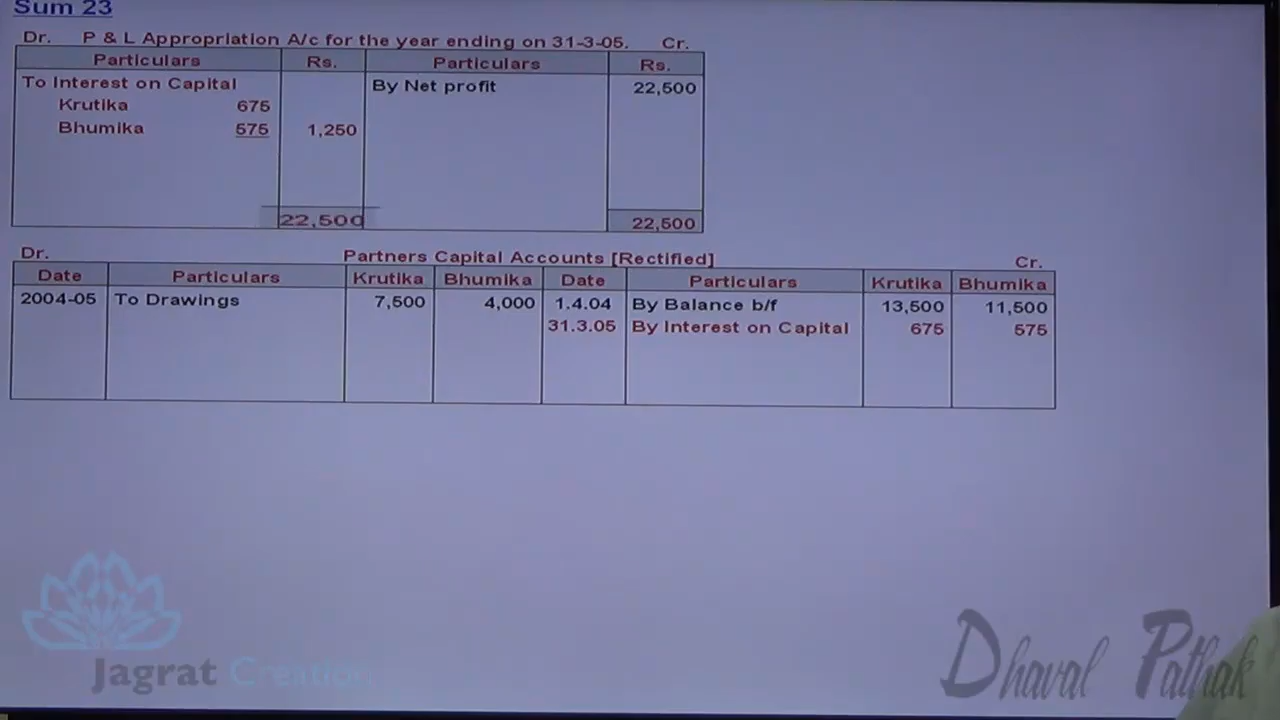 Sum 23
Dr. P & L Appropriation A/c for the year ending on 31-3-05. Cr.
Particulars Rs. Particulars Rs.
To Interest on Capital By Net profit 22,500
Krutika 675
Bhumika 575 1,250
22,500 22,500
Dr. Partners Capital Accounts [Rectified] Cr.
Date Particulars Krutika Bhumika Date Particulars Krutika Bhumika
2004-05 To Drawings 7,500 4,000 1.4.04 By Balance b/f 13,500 11,500
31.3.05 By Interest on Capital 675 575
Jagrat Creation
Dhaval Pathak